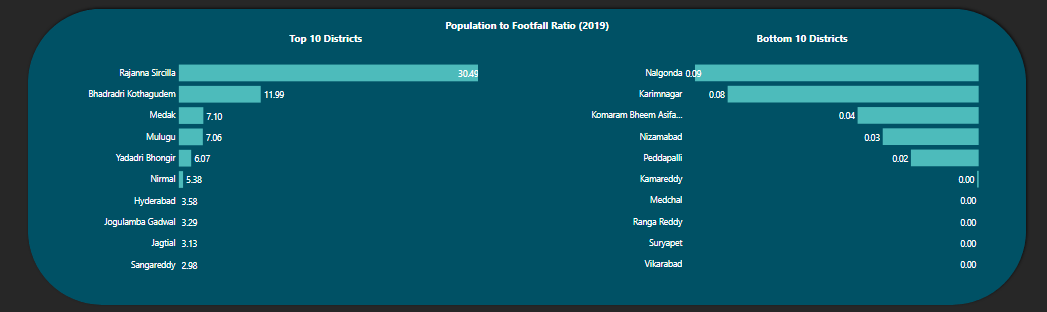 Population to Footfall Ratio (2019)
Top 10 Districts
Rajanna Sircilla 30.49
Bhadradri Kothagudem 11.99
Medak 7.10
Mulugu 7.06
Yadadri Bhongir 6.07
Nirmal 5.38
Hyderabad 3.58
Jogulamba Gadwal 3.29
Jagtial 3.13
Sangareddy 2.98
Bottom 10 Districts
Nalgonda 0.09
Karimnagar 0.08
Komaram Bheem Asifa... 0.04
Nizamabad 0.03
Peddapalli 0.02
Kamareddy 0.00
Medchal 0.00
Ranga Reddy 0.00
Suryapet 0.00
Vikarabad 0.00